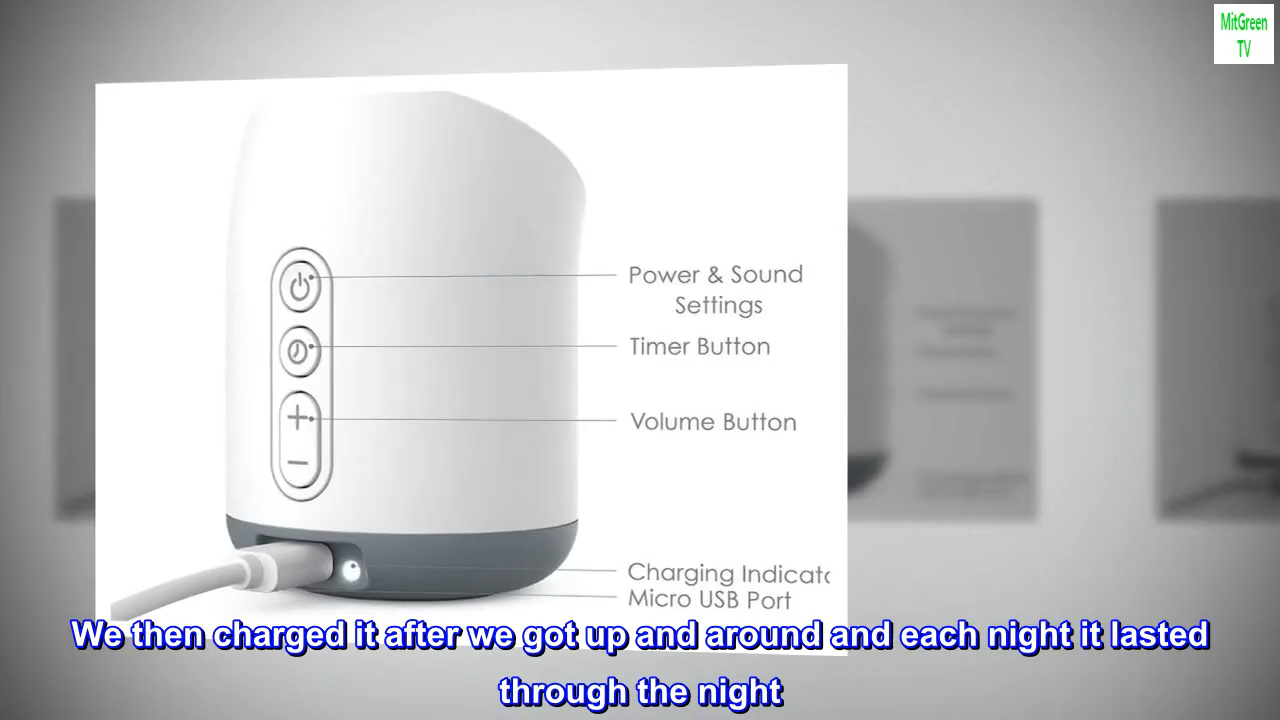 MitGreen
TV
Power & Sound
Settings
Timer Button
Volume Button
Charging Indicato
Micro USB Port
We then charged it after we got up and around and each night it lasted
through the night